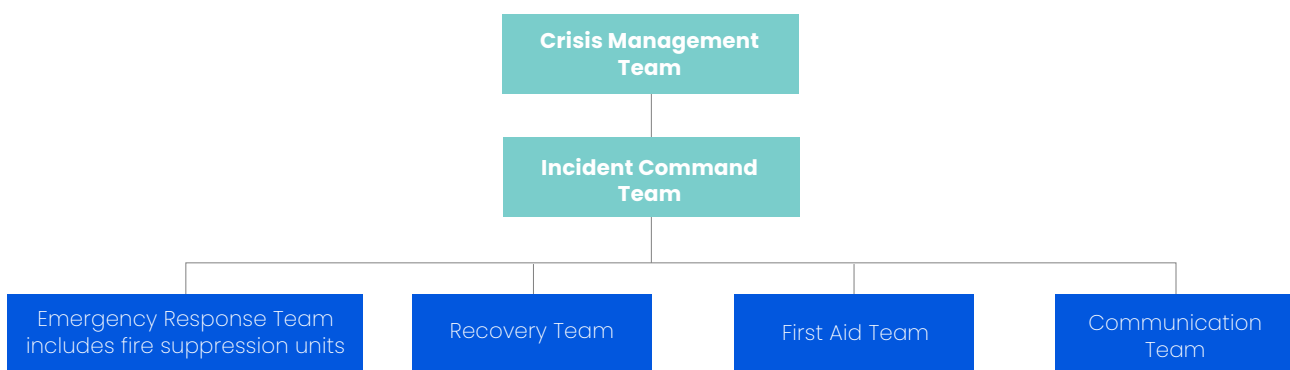 Crisis Management
Team
Incident Command
Team
Emergency Response Team
includes fire suppression units
Recovery Team
First Aid Team
Communication
Team